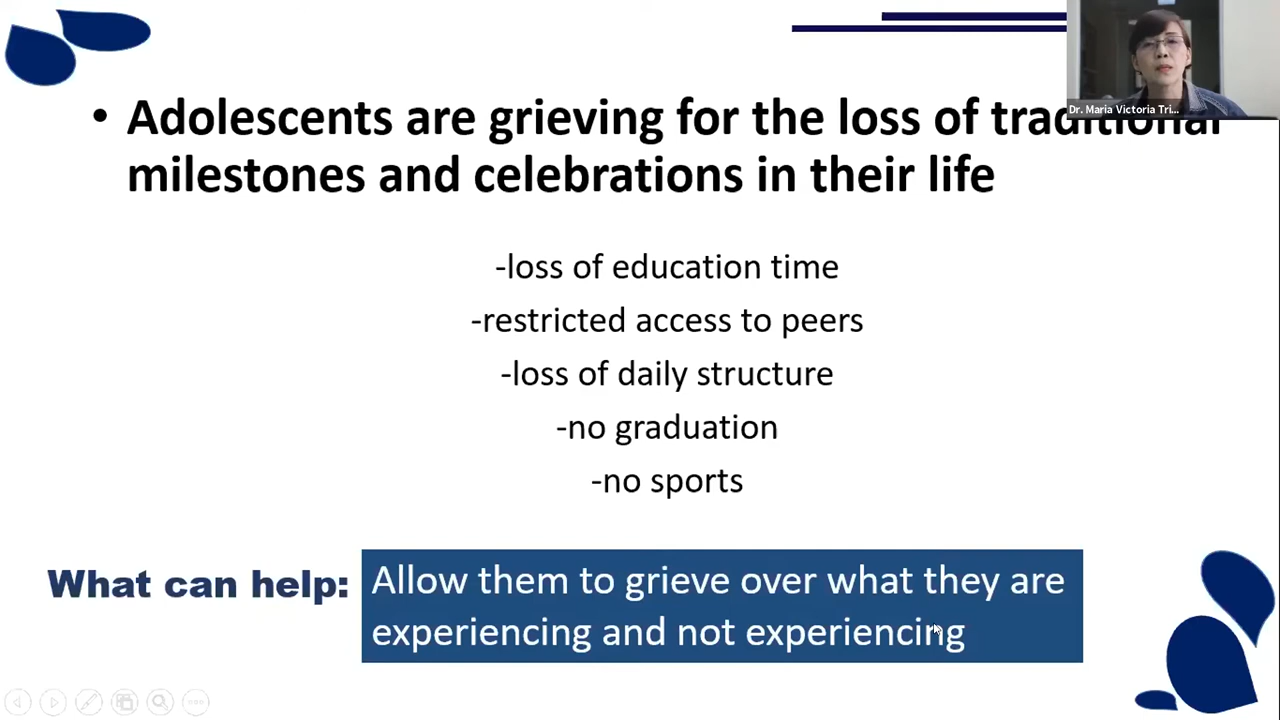 Dr. Maria Victoria Tri...
• Adolescents are grieving for the loss of traditional
milestones and celebrations in their life
-loss of education time
-restricted access to peers
-loss of daily structure
-no graduation
-no sports
What can help:
Allow them to grieve over what they are
experiencing and not experiencing